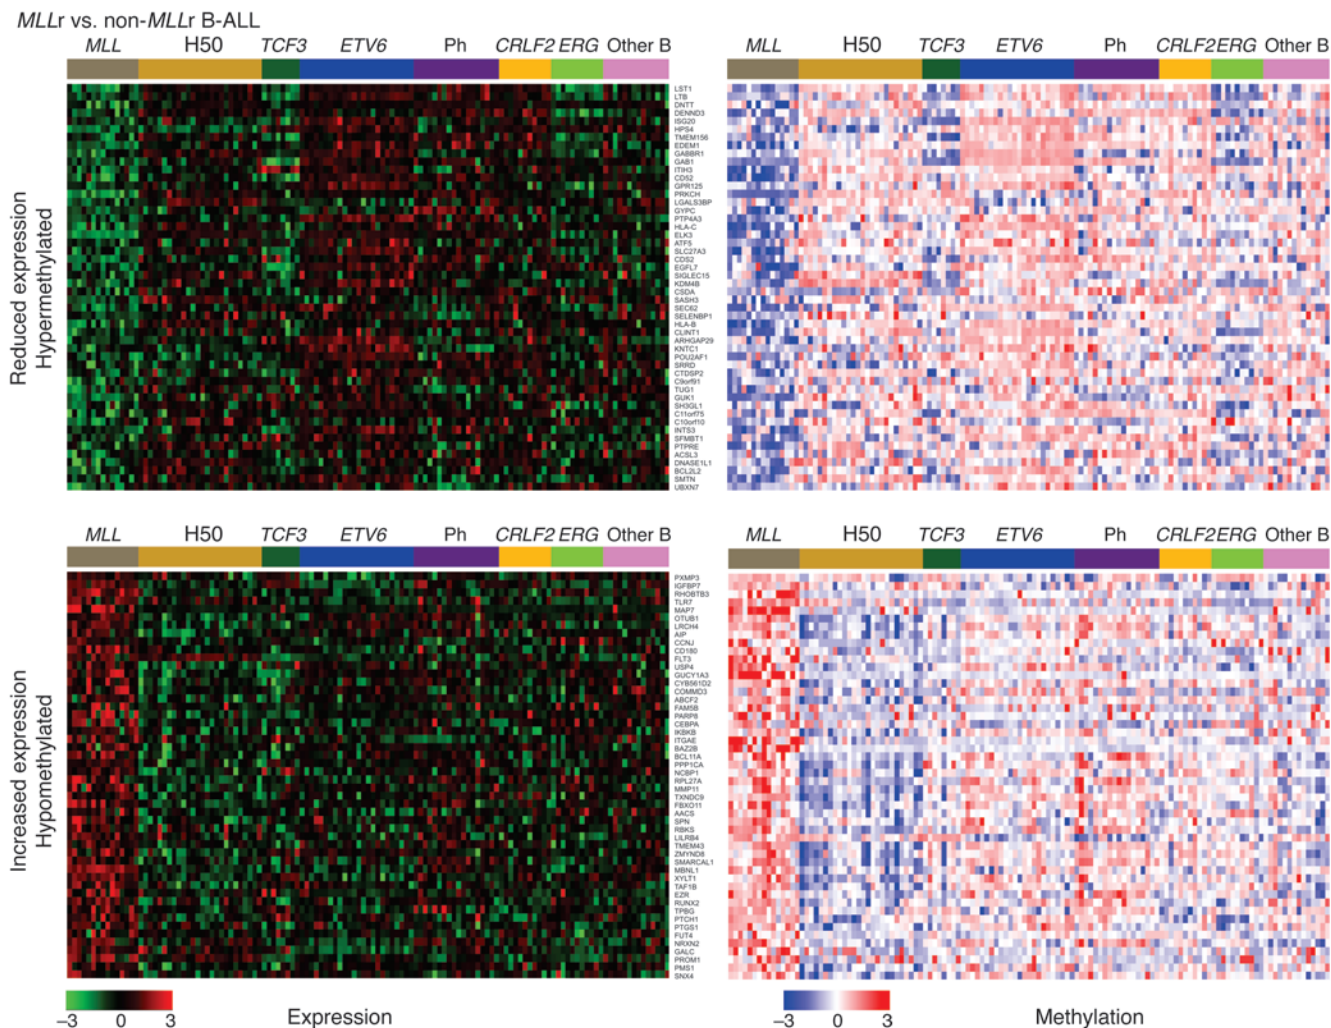 MLLr vs. non-MLLr B-ALL
MLL H50 TCF3 ETV6 Ph CRLF2 ERG Other B
MLL H50 TCF3 ETV6 Ph CRLF2 ERG Other B
Reduced expression
Hypermethylated
LST1
LTB
DNTT
DENND3
ISG20
HPS4
TMEM156
EDEM1
GABBR1
GAB1
ITIH3
CD52
GPR125
PRKCH
LGALS3BP
GYPC
PTP4A3
HLA-C
ELK3
ATF5
SLC27A3
CDS2
EGFL7
SIGLEC15
KDM4B
CSDA
SASH3
SEC62
SELENBP1
HLA-B
CLINT1
ARHGAP29
KNTC1
POU2AF1
SRRD
CTDSP2
C9orf91
TUG1
GUK1
SH3GL1
C11orf75
C10orf10
INTS3
SFMBT1
PTPRE
ACSL3
DNASE1L1
BCL2L2
SMTN
UBXN7
MLL H50 TCF3 ETV6 Ph CRLF2 ERG Other B
MLL H50 TCF3 ETV6 Ph CRLF2 ERG Other B
Increased expression
Hypomethylated
PXMP3
IGFBP7
RHOBTB3
TLR7
MAP7
OTUB1
LRCH4
AIP
CCNJ
CD180
FLT3
USP4
GUCY1A3
CYB561D2
COMMD3
ABCF2
FAM5B
PARP8
CEBPA
IKBKB
ITGAE
BAZ2B
BCL11A
PPP1CA
NCBP1
RPL27A
MMP11
TXNDC9
FBXO11
AACS
SPN
RBKS
LILRB4
TMEM43
ZMYND8
SMARCAL1
MBNL1
XYLT1
TAF1B
EZR
RUNX2
TPBG
PTCH1
PTGS1
FUT4
NRXN2
GALC
PROM1
PMS1
SNX4
–3 0 3 Expression
–3 0 3 Methylation